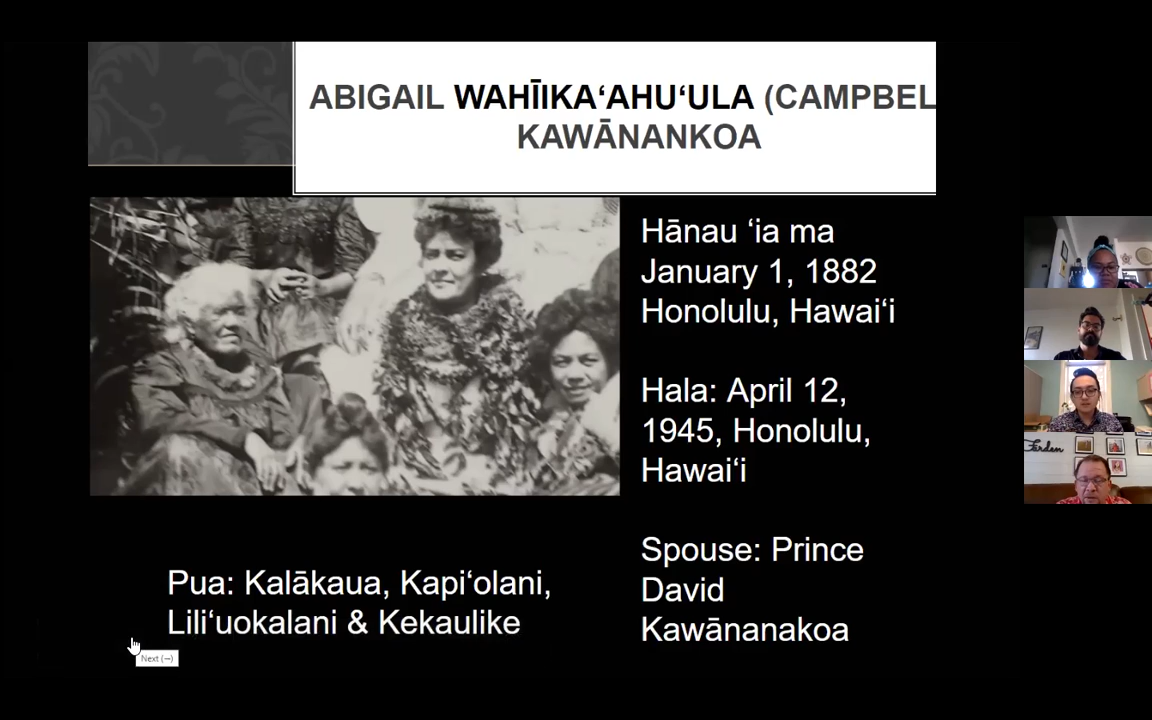 ABIGAIL WAHĪIKAʻAHUʻULA (CAMPBEL
KAWĀNANKOA
Hānau ʻia ma
January 1, 1882
Honolulu, Hawaiʻi
Hala: April 12,
1945, Honolulu,
Hawaiʻi
Spouse: Prince
David
Kawānanakoa
Pua: Kalākaua, Kapiʻolani,
Liliʻuokalani & Kekaulike
Next (→)
Farden